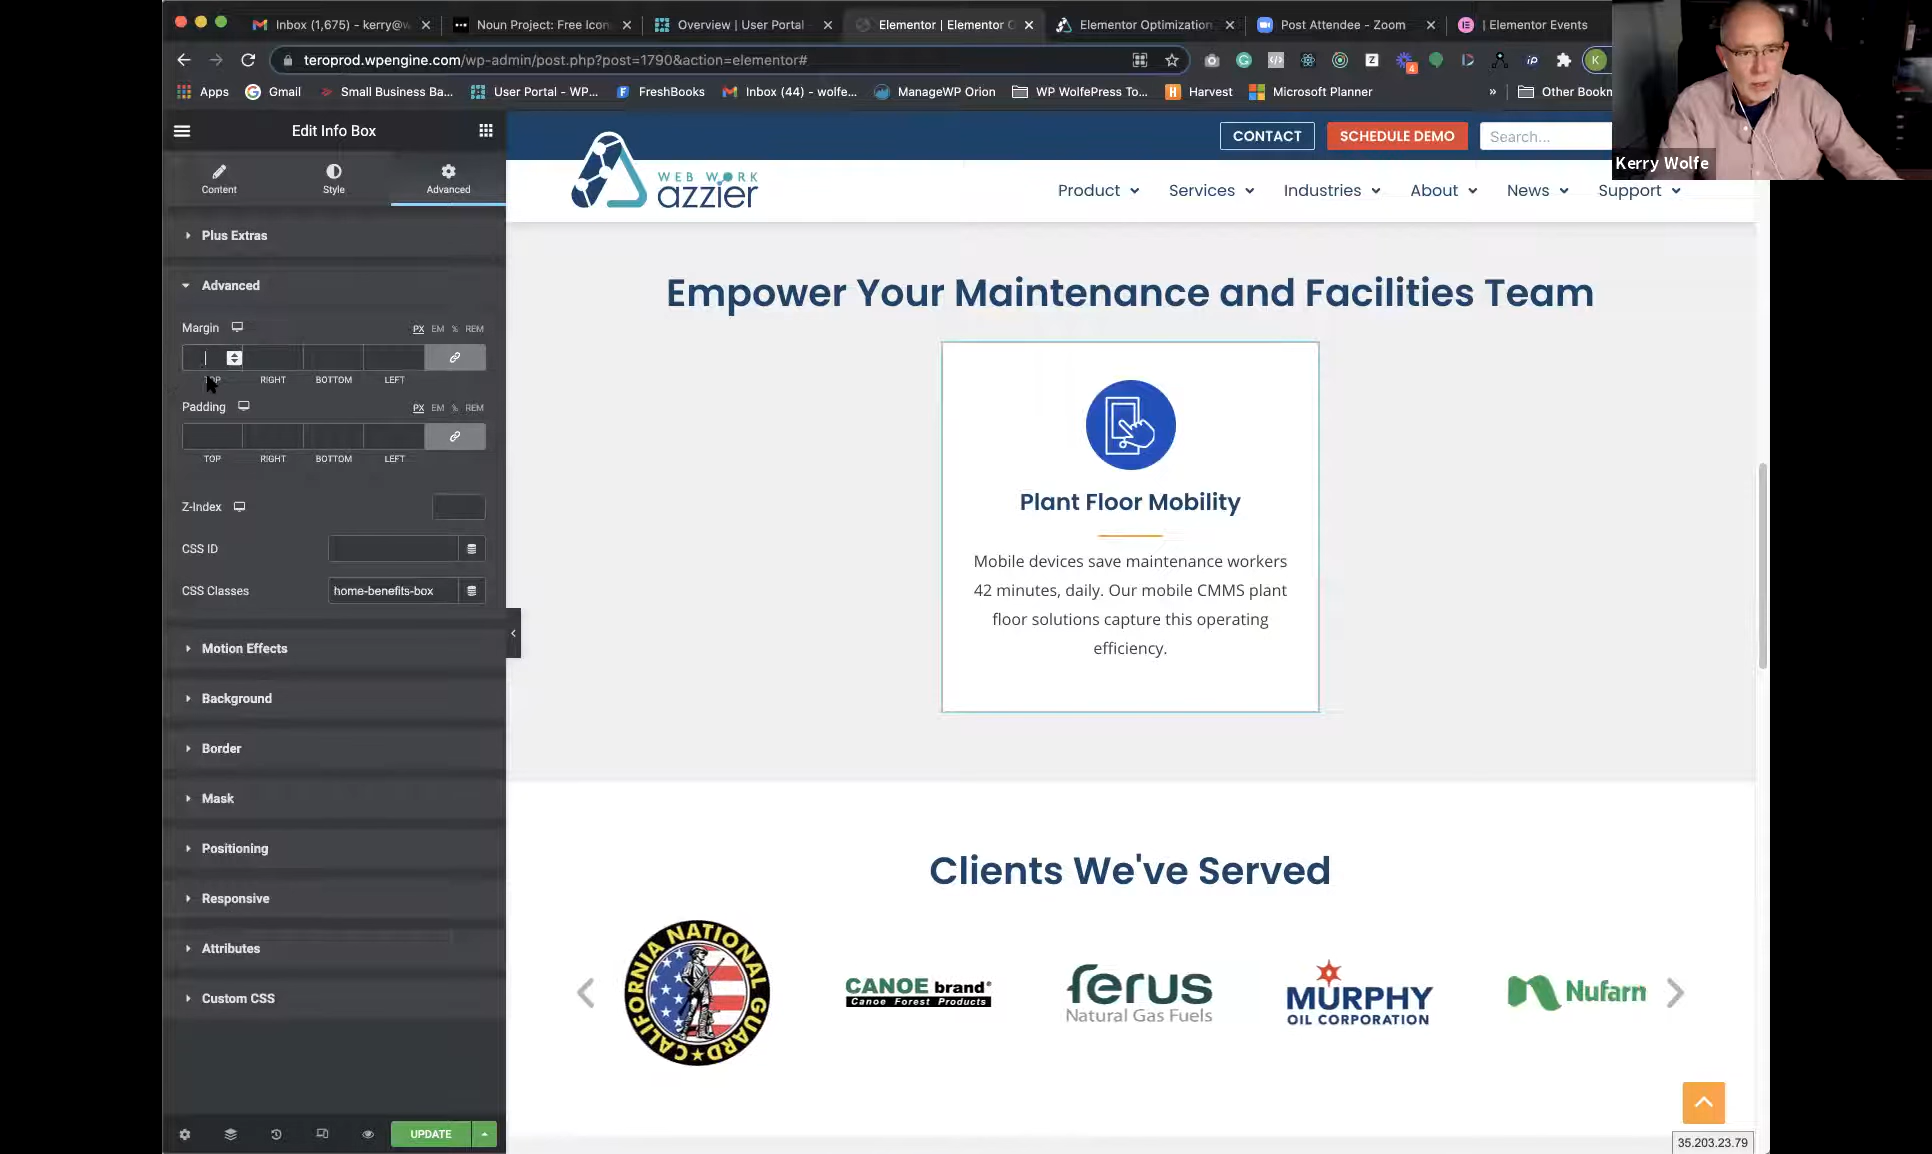 Inbox (1,675) - kerry@w
Noun Project: Free Icon
Overview | User Portal
Elementor | Elementor
Elementor Optimization
Post Attendee - Zoom
| Elementor Events
teroprod.wpengine.com/wp-admin/post.php?post=1790&action=elementor#
Apps
Gmail
Small Business Ba...
User Portal - WP...
FreshBooks
Inbox (44) - wolfe...
ManageWP Orion
WP WolfePress To...
Harvest
Microsoft Planner
»
Other Bookm
Kerry Wolfe
Edit Info Box
Content
Style
Advanced
Plus Extras
Advanced
Margin
PX EM % REM
TOP RIGHT BOTTOM LEFT
Padding
PX EM % REM
TOP RIGHT BOTTOM LEFT
Z-Index
CSS ID
CSS Classes
home-benefits-box
Motion Effects
Background
Border
Mask
Positioning
Responsive
Attributes
Custom CSS
UPDATE
CONTACT
SCHEDULE DEMO
Search...
WEB WORK
azzier
Product
Services
Industries
About
News
Support
Empower Your Maintenance and Facilities Team
Plant Floor Mobility
Mobile devices save maintenance workers
42 minutes, daily. Our mobile CMMS plant
floor solutions capture this operating
efficiency.
Clients We've Served
CALIFORNIA NATIONAL GUARD
CANOE brand®
Canoe Forest Products
ferus
Natural Gas Fuels
MURPHY
OIL CORPORATION
Nufarm
35.203.23.79